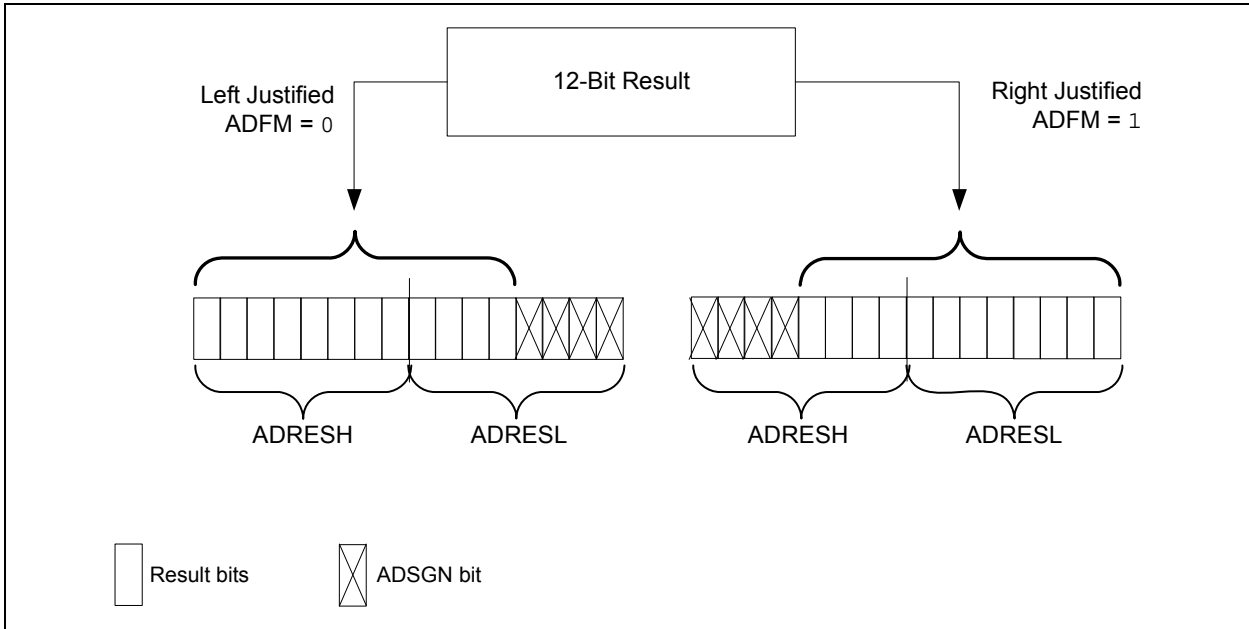 12-Bit Result
Left Justified
ADFM = 0
Right Justified
ADFM = 1
ADRESH
ADRESL
ADRESH
ADRESL
Result bits
ADSGN bit